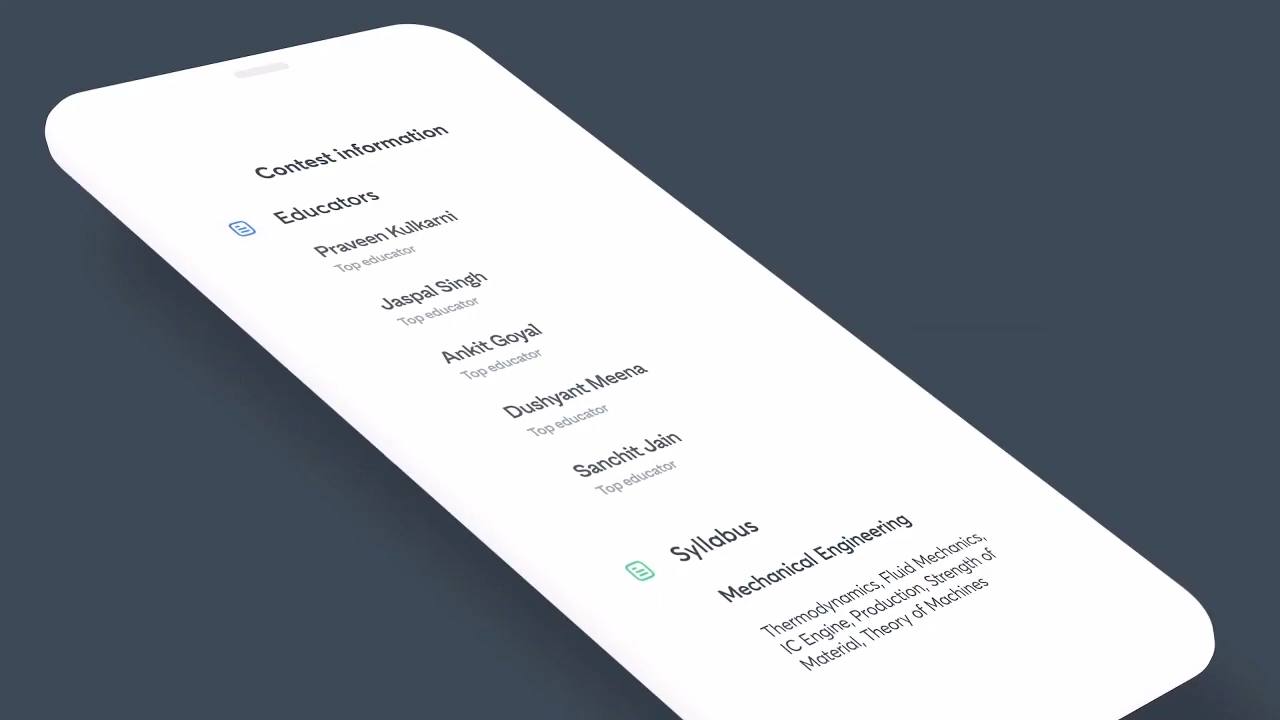 Contest information
Educators
Praveen Kulkarni
Top educator
Jaspal Singh
Top educator
Ankit Goyal
Top educator
Dushyant Meena
Top educator
Sanchit Jain
Top educator
Syllabus
Mechanical Engineering
Thermodynamics, Fluid Mechanics,
IC Engine, Production, Strength of
Material, Theory of Machines